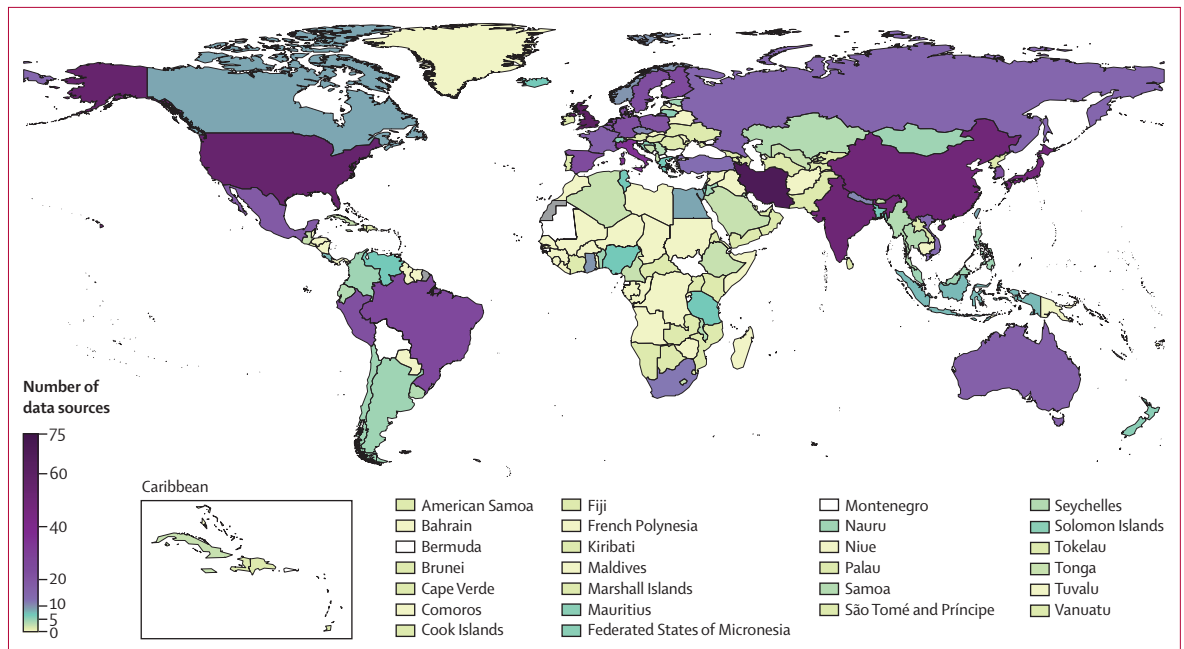 Number of
data sources
75
60
40
20
10
5
0
Caribbean
American Samoa
Bahrain
Bermuda
Brunei
Cape Verde
Comoros
Cook Islands
Fiji
French Polynesia
Kiribati
Maldives
Marshall Islands
Mauritius
Federated States of Micronesia
Montenegro
Nauru
Niue
Palau
Samoa
São Tomé and Príncipe
Seychelles
Solomon Islands
Tokelau
Tonga
Tuvalu
Vanuatu